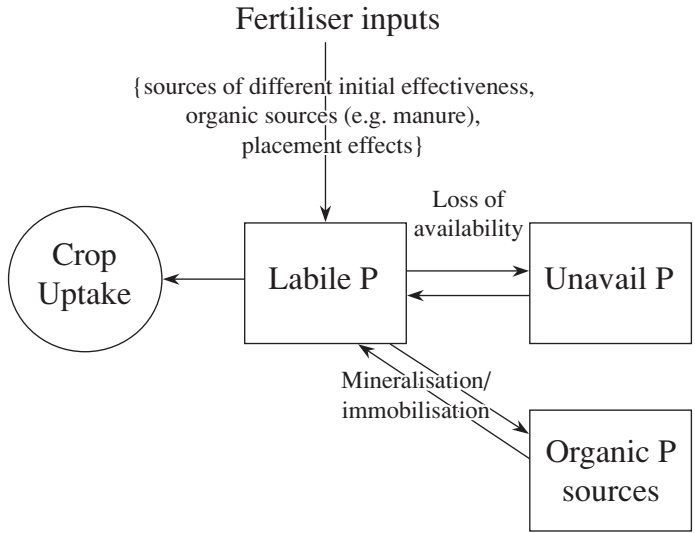 Fertiliser inputs
{sources of different initial effectiveness,
organic sources (e.g. manure),
placement effects}
Loss of
availability
Crop
Uptake
Labile P
Unavail P
Mineralisation/
immobilisation
Organic P
sources